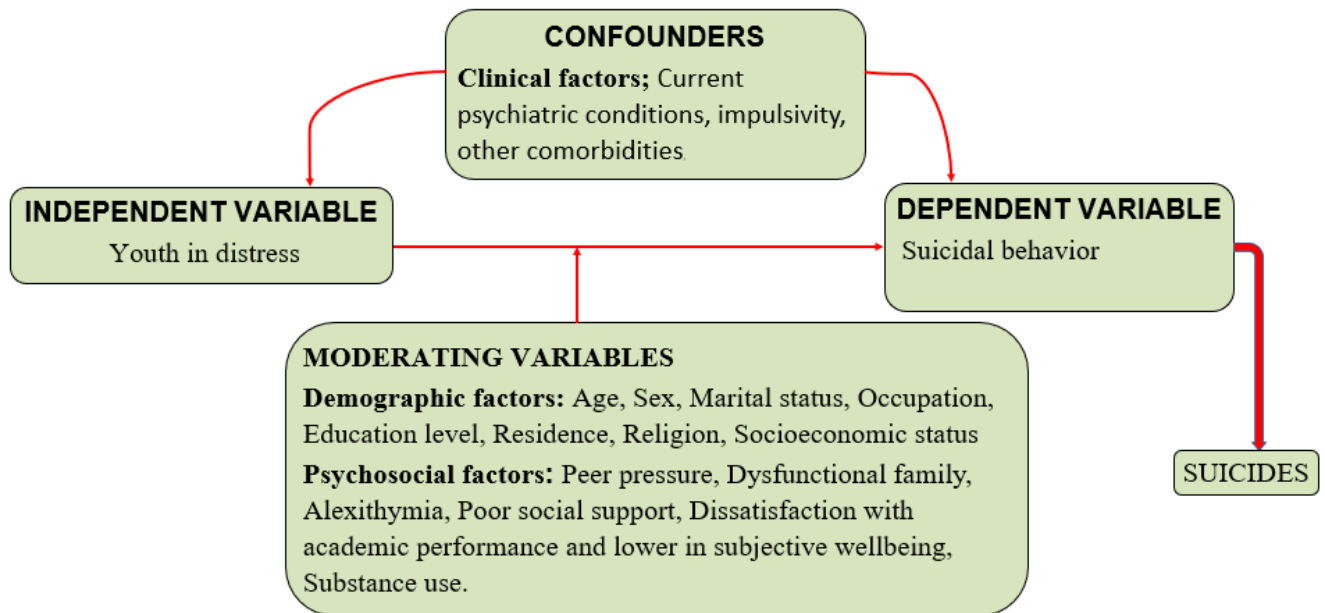 CONFOUNDERS
Clinical factors; Current
psychiatric conditions, impulsivity,
other comorbidities.
INDEPENDENT VARIABLE
Youth in distress
DEPENDENT VARIABLE
Suicidal behavior
MODERATING VARIABLES
Demographic factors: Age, Sex, Marital status, Occupation,
Education level, Residence, Religion, Socioeconomic status
Psychosocial factors: Peer pressure, Dysfunctional family,
Alexithymia, Poor social support, Dissatisfaction with
academic performance and lower in subjective wellbeing,
Substance use.
SUICIDES